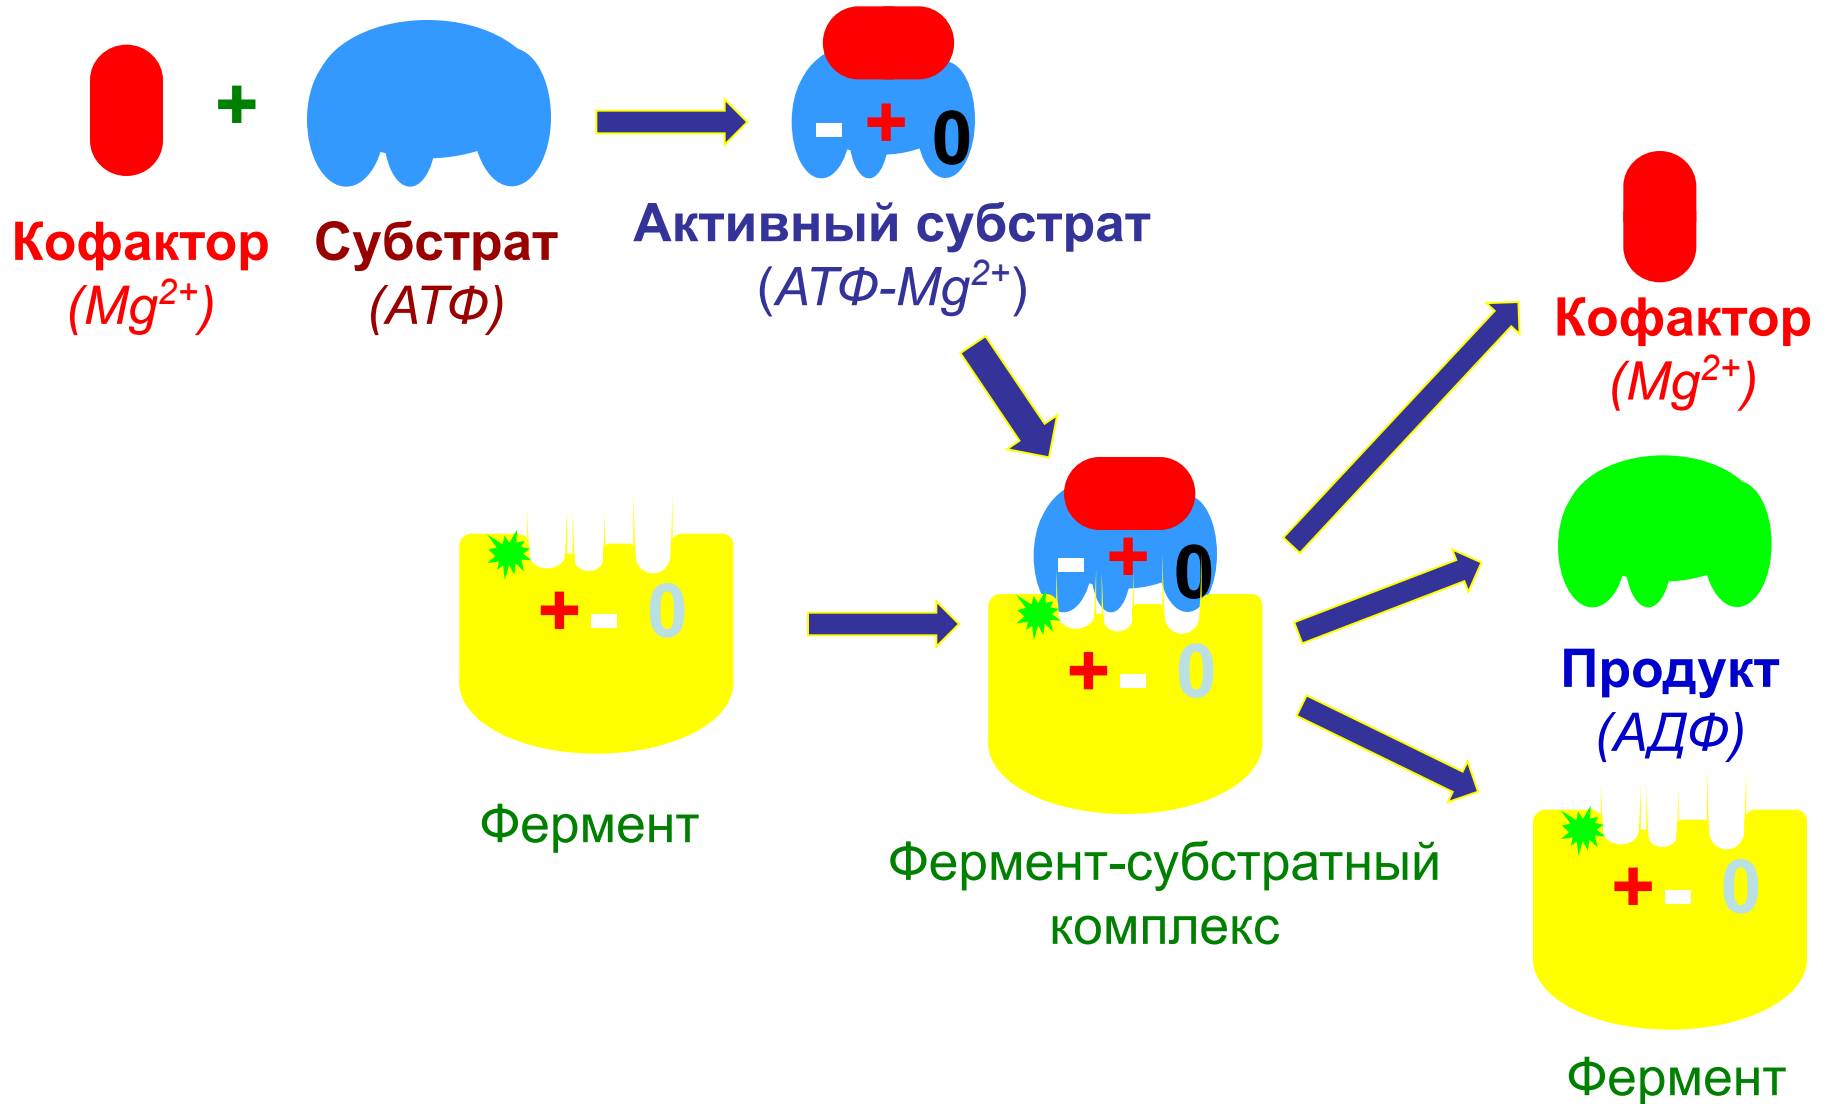 +
- + 0
Кофактор
(Mg²⁺)
Субстрат
(АТФ)
Активный субстрат
(АТФ-Mg²⁺)
Кофактор
(Mg²⁺)
+ - 0
Фермент
- + 0
+ - 0
Фермент-субстратный
комплекс
Продукт
(АДФ)
+ - 0
Фермент